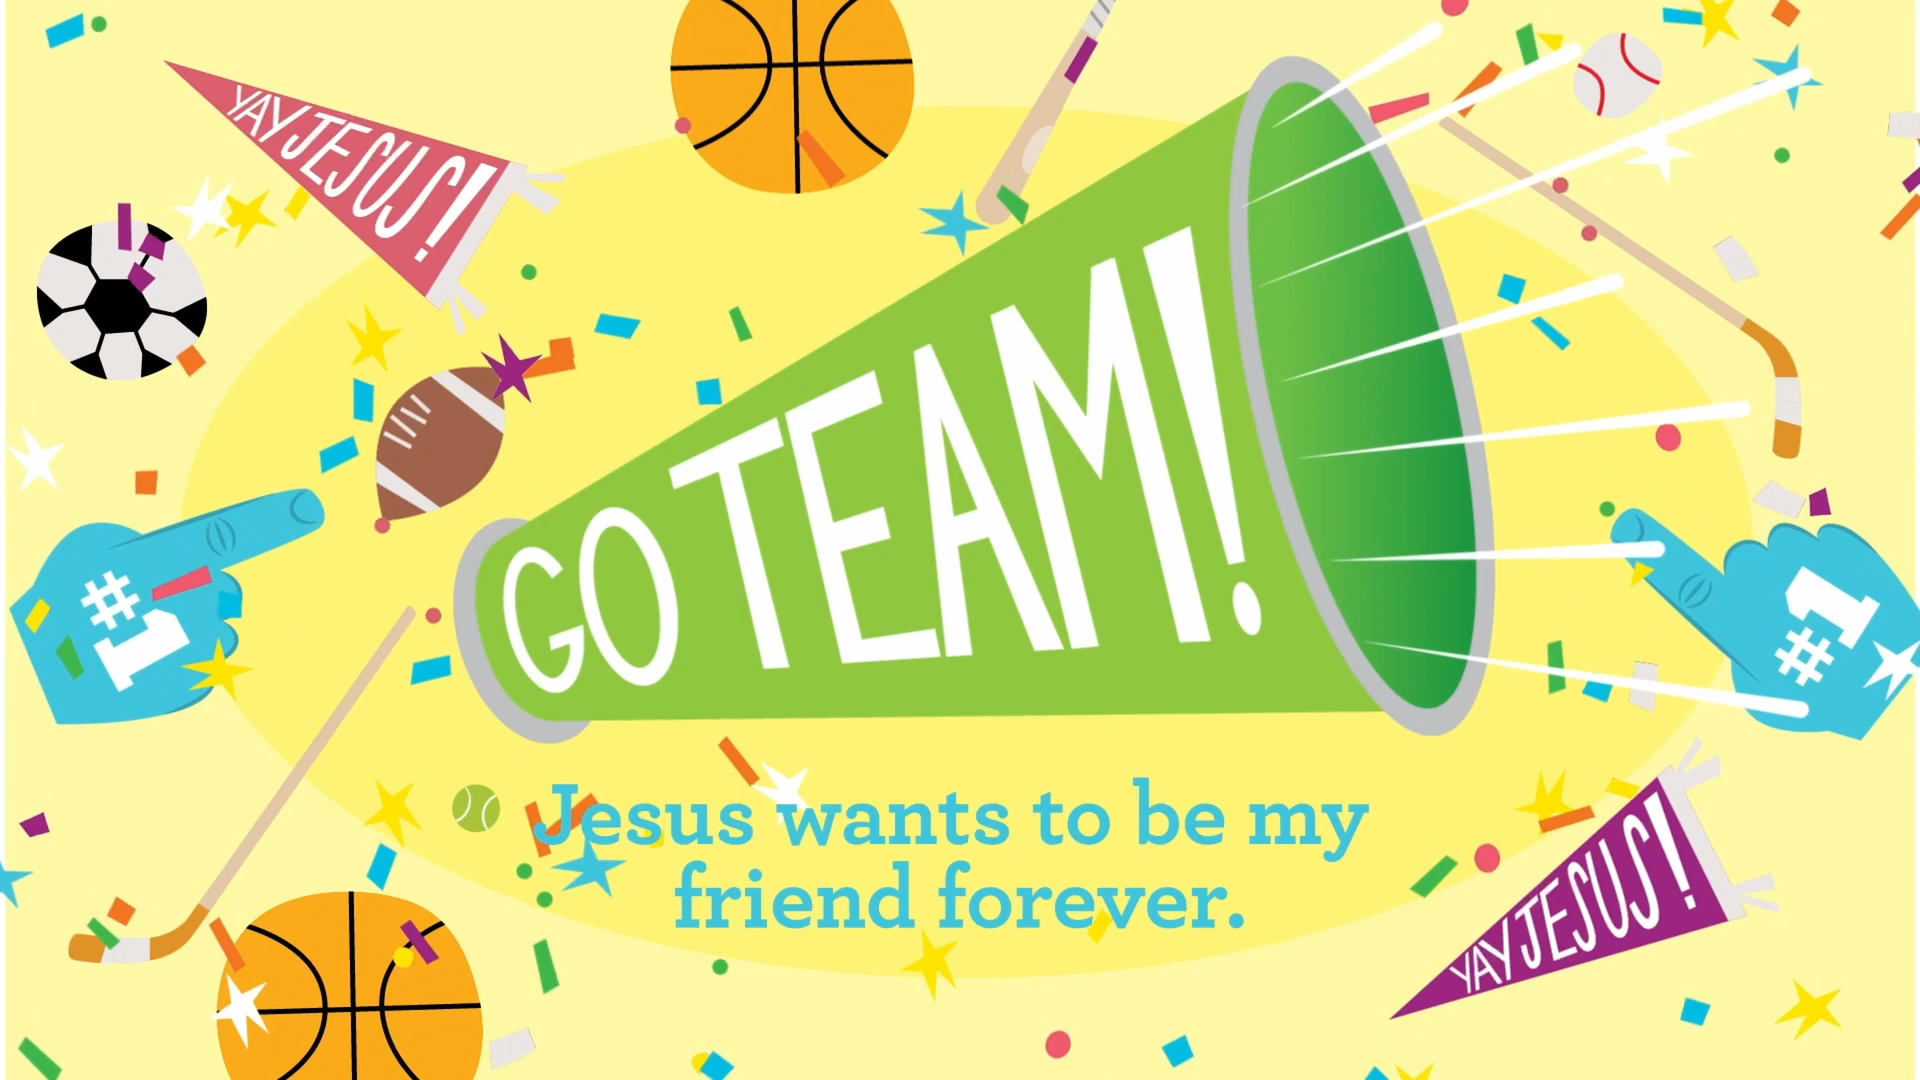 YAY JESUS!
GO TEAM!
#1
#1
Jesus wants to be my
friend forever.
YAY JESUS!